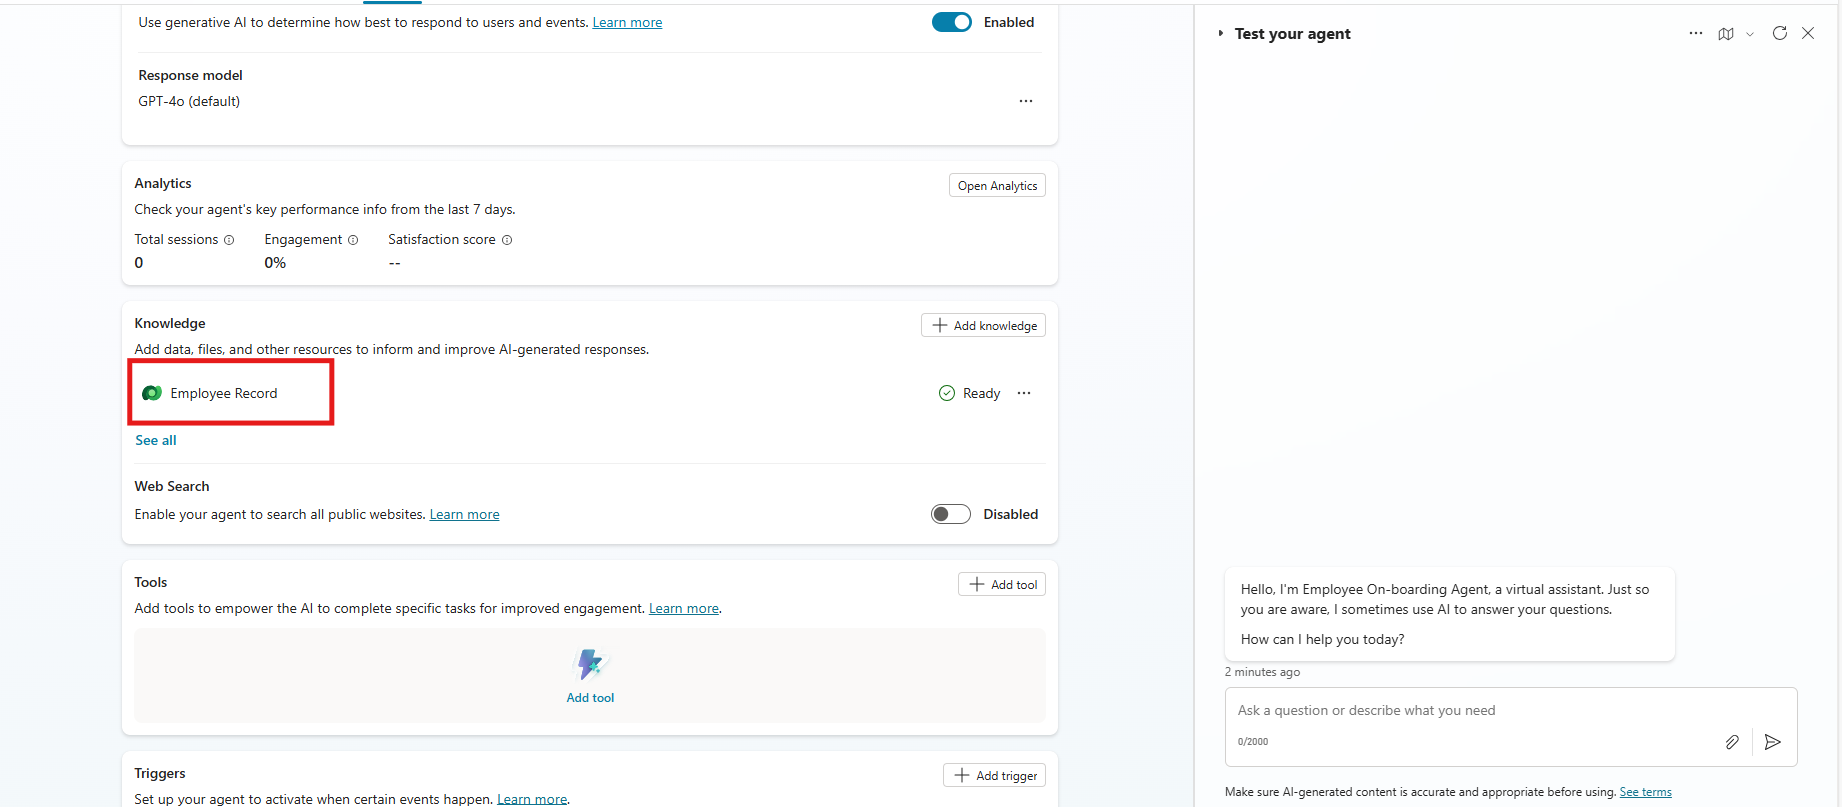 Use generative AI to determine how best to respond to users and events. Learn more
Enabled
Response model
GPT-4o (default)
Analytics
Open Analytics
Check your agent's key performance info from the last 7 days.
Total sessions
Engagement
Satisfaction score
0
0%
--
Knowledge
Add knowledge
Add data, files, and other resources to inform and improve AI-generated responses.
Employee Record
Ready
See all
Web Search
Enable your agent to search all public websites. Learn more
Disabled
Tools
Add tool
Add tools to empower the AI to complete specific tasks for improved engagement. Learn more.
Add tool
Triggers
Add trigger
Set up your agent to activate when certain events happen. Learn more.
Test your agent
Hello, I'm Employee On-boarding Agent, a virtual assistant. Just so
you are aware, I sometimes use AI to answer your questions.
How can I help you today?
2 minutes ago
Ask a question or describe what you need
0/2000
Make sure AI-generated content is accurate and appropriate before using. See terms